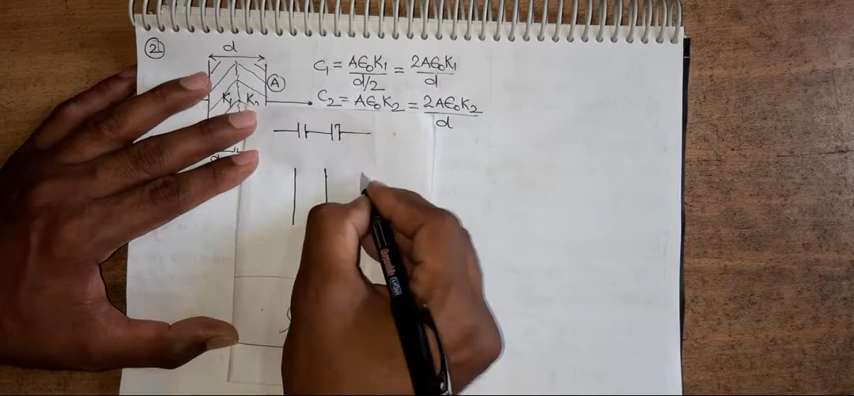 2
d
C₁ = Aϵ₀K₁ / d/2 = 2Aϵ₀K₁ / d
A
K₁ K₂
C₂ = Aϵ₀K₂ = 2Aϵ₀K₂ / d